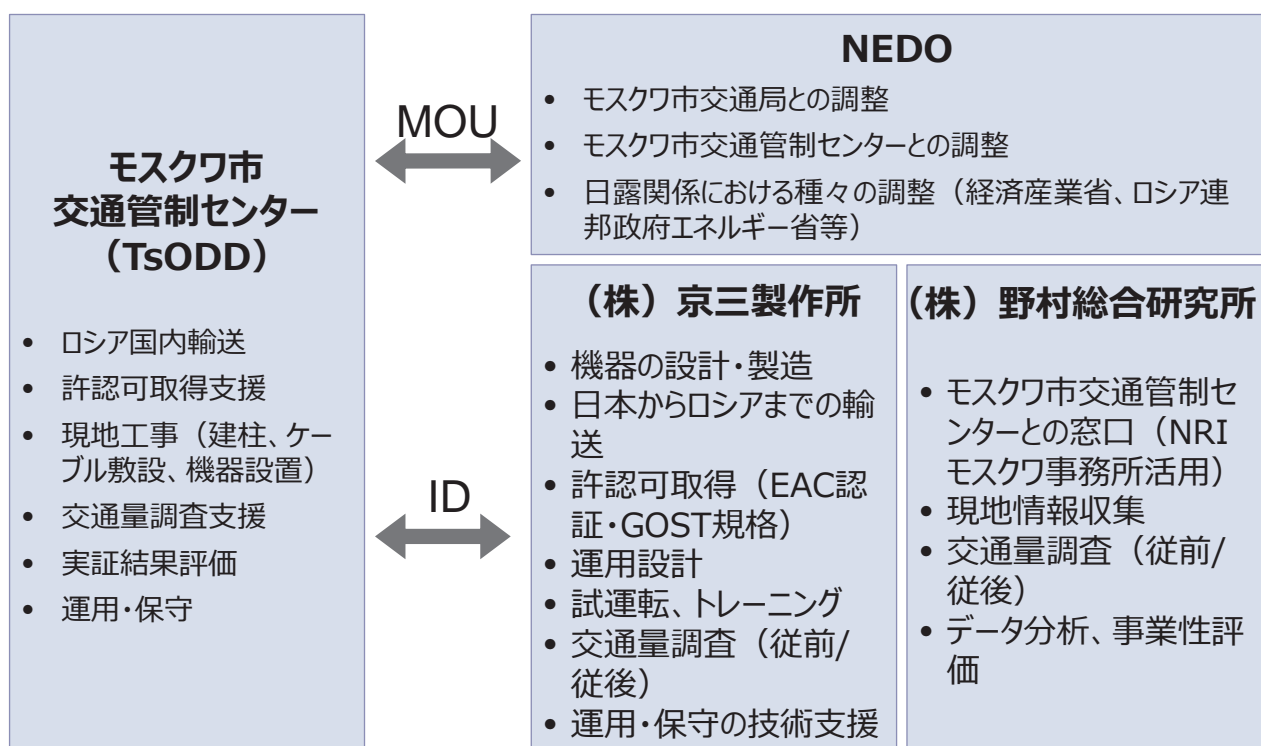 モスクワ市
交通管制センター
（TsODD）
• ロシア国内輸送
• 許認可取得支援
• 現地工事（建柱、ケー
ブル敷設、機器設置）
• 交通量調査支援
• 実証結果評価
• 運用・保守
MOU
ID
NEDO
• モスクワ市交通局との調整
• モスクワ市交通管制センターとの調整
• 日露関係における種々の調整（経済産業省、ロシア連
邦政府エネルギー省等）
（株）京三製作所
• 機器の設計・製造
• 日本からロシアまでの輸
送
• 許認可取得（EAC認
証・GOST規格）
• 運用設計
• 試運転、トレーニング
• 交通量調査（従前/
従後）
• 運用・保守の技術支援
（株）野村総合研究所
• モスクワ市交通管制セ
ンターとの窓口（NRI
モスクワ事務所活用）
• 現地情報収集
• 交通量調査（従前/
従後）
• データ分析、事業性評
価